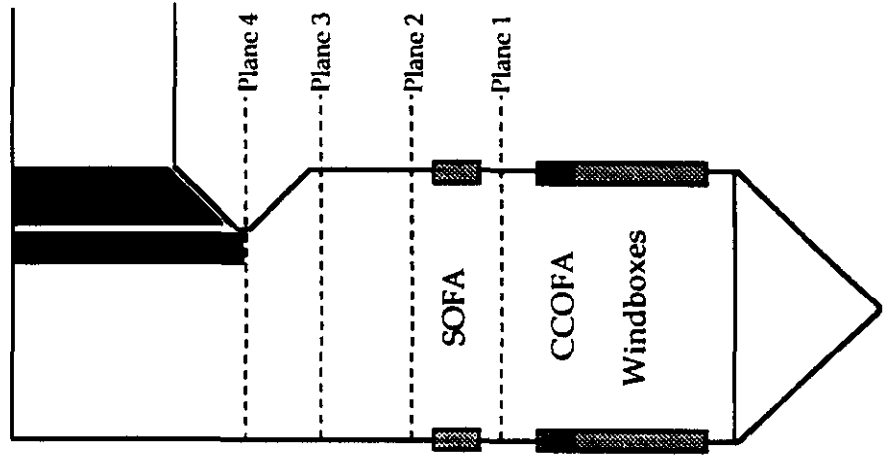 Plane 4
Plane 3
Plane 2
Plane 1
SOFA
CCOFA
Windboxes